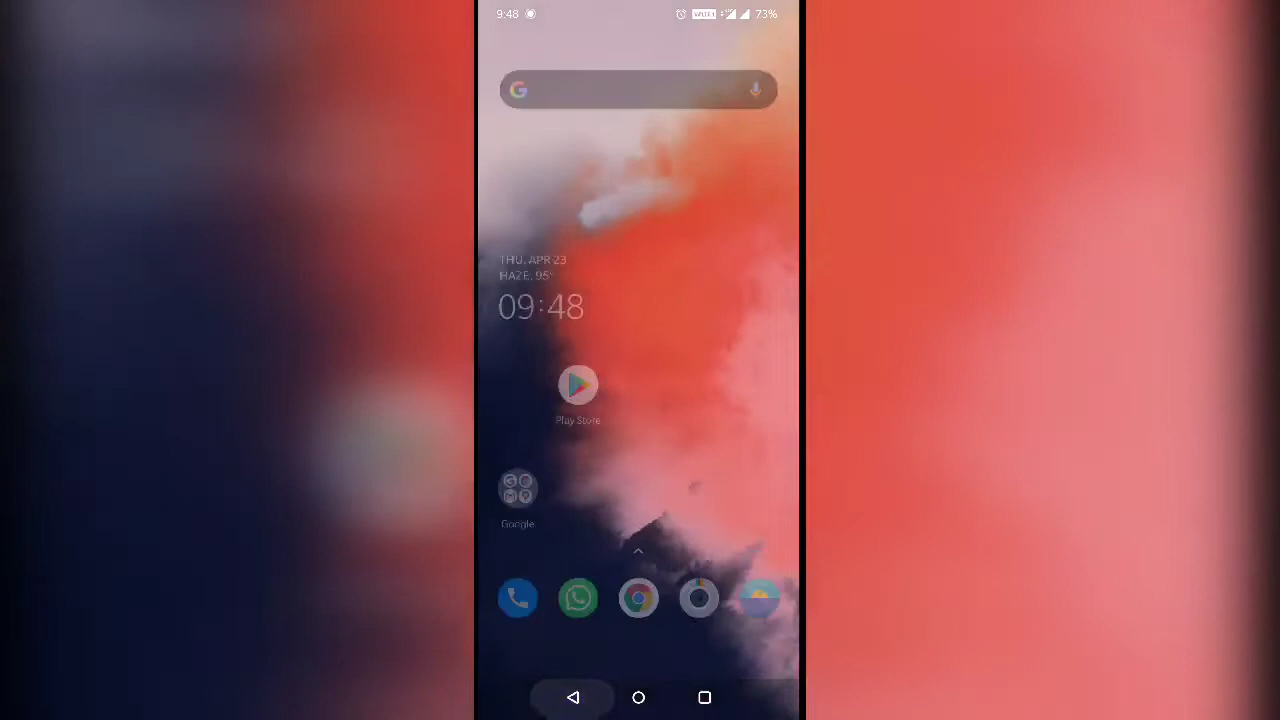 9:48
73%
THU, APR 23
HAZE, 95°
09:48
Play Store
Google